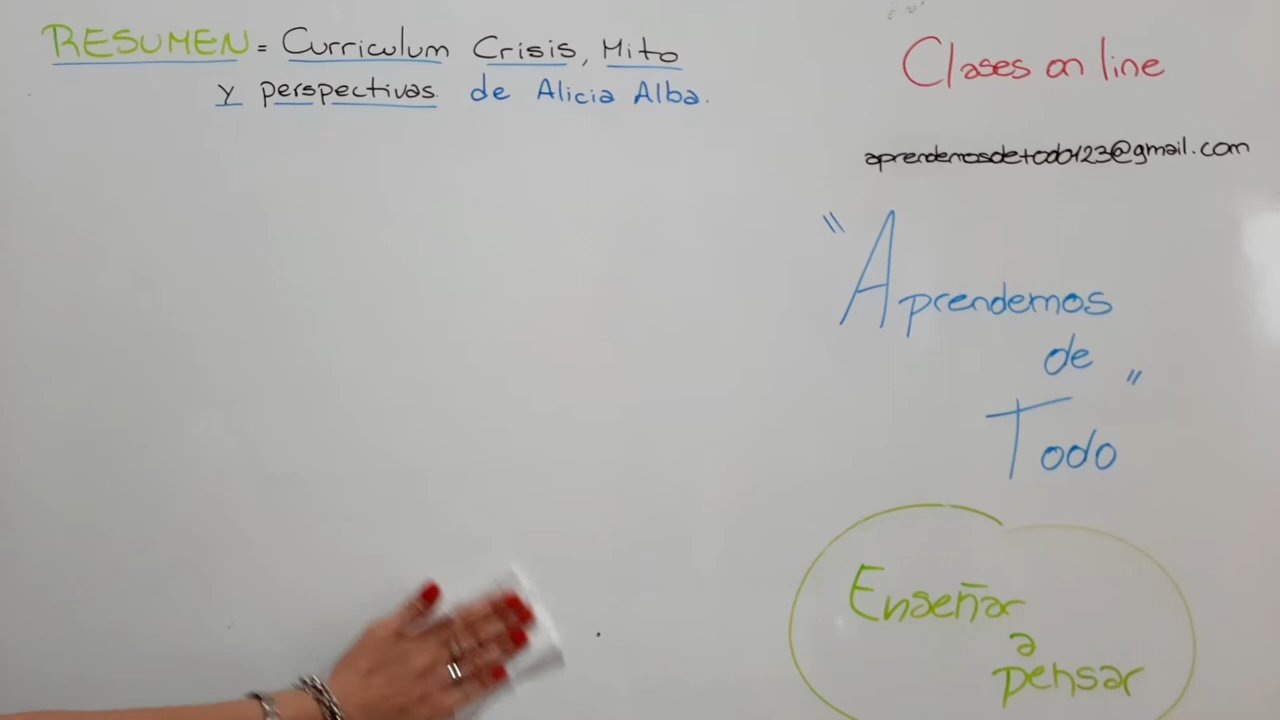 RESUMEN = Curriculum Crisis, Mito
y perspectivas de Alicia Alba.
Clases on line
aprendemosdetodo123@gmail.com
"Aprendemos
de
Todo"
Enseñar
a
pensar